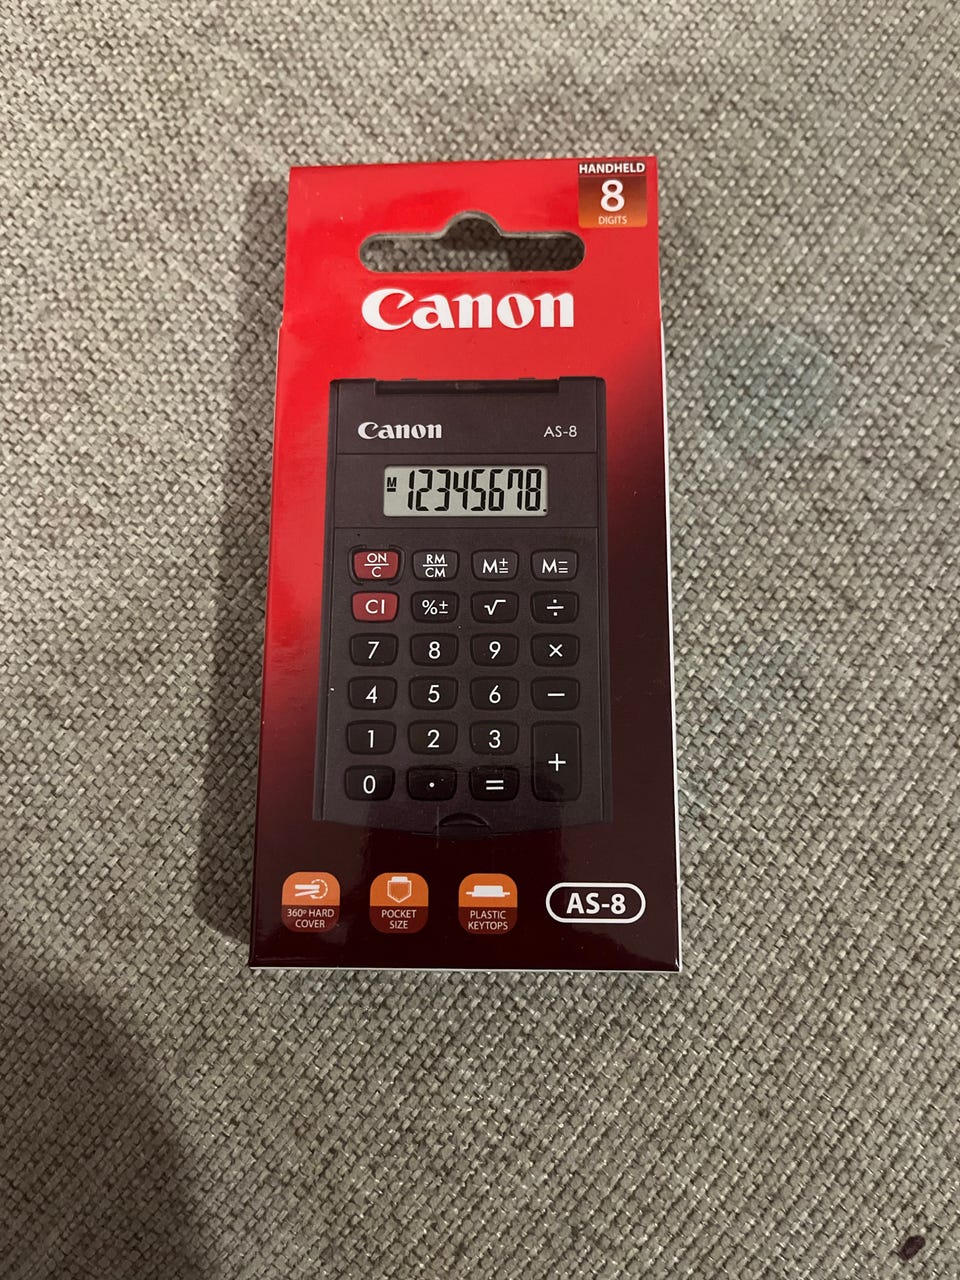 HANDHELD
8
DIGITS
Canon
Canon AS-8
M 12345678.
ON/C RM/CM M± M=
CI %± √ ÷
7 8 9 ×
4 5 6 −
1 2 3
+
0 . =
360° HARD
COVER
POCKET
SIZE
PLASTIC
KEYTOPS
AS-8